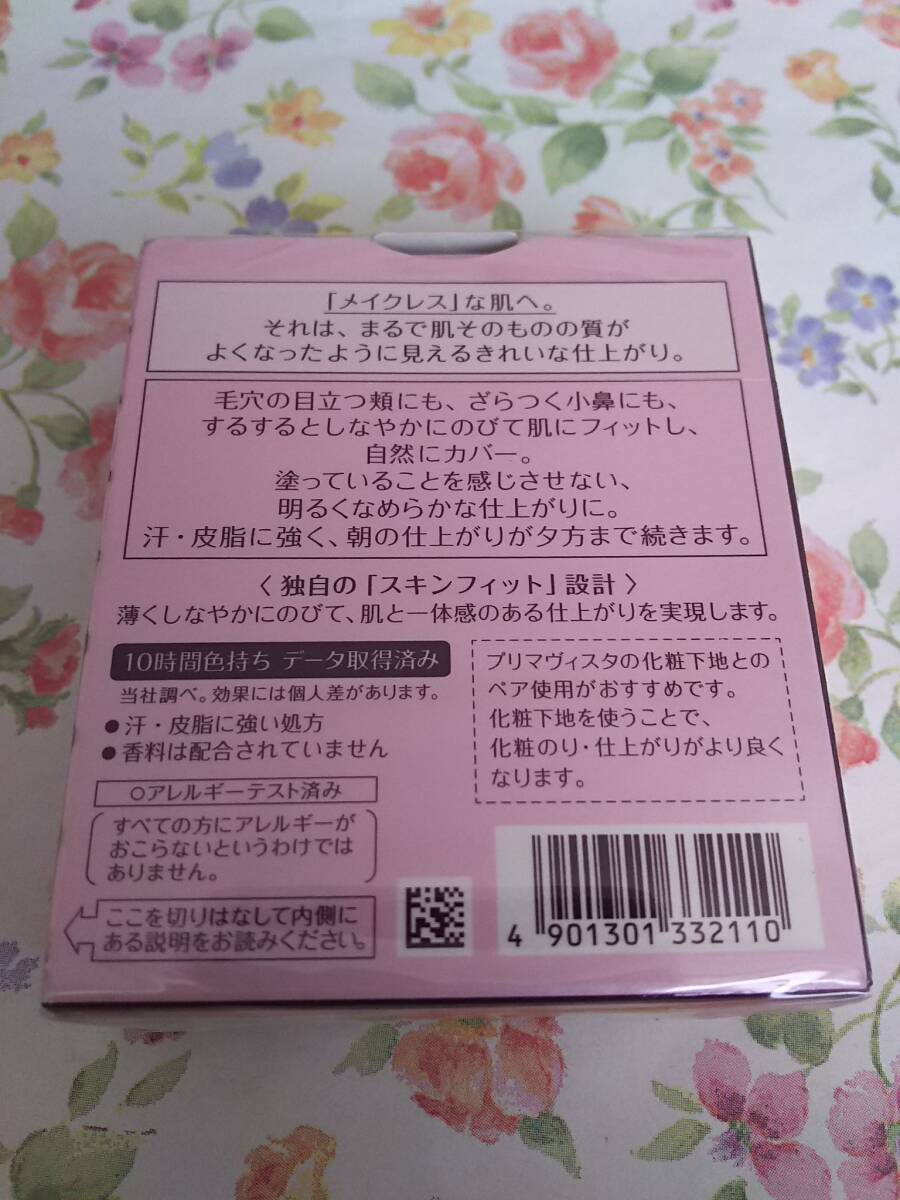 「メイクレス」な肌へ。
それは、まるで肌そのものの質が
よくなったように見えるきれいな仕上がり。
毛穴の目立つ頬にも、ざらつく小鼻にも、
するするとしなやかにのびて肌にフィットし、
自然にカバー。
塗っていることを感じさせない、
明るくなめらかな仕上がりに。
汗・皮脂に強く、朝の仕上がりが夕方まで続きます。
〈 独自の「スキンフィット」設計 〉
薄くしなやかにのびて、肌と一体感のある仕上がりを実現します。
10時間色持ち データ取得済み
当社調べ。効果には個人差があります。
●汗・皮脂に強い処方
●香料は配合されていません
○アレルギーテスト済み
すべての方にアレルギーが
おこらないというわけでは
ありません。
ここを切りはなして内側に
ある説明をお読みください。
プリマヴィスタの化粧下地との
ペア使用がおすすめです。
化粧下地を使うことで、
化粧のり・仕上がりがより良く
なります。
4 901301 332110